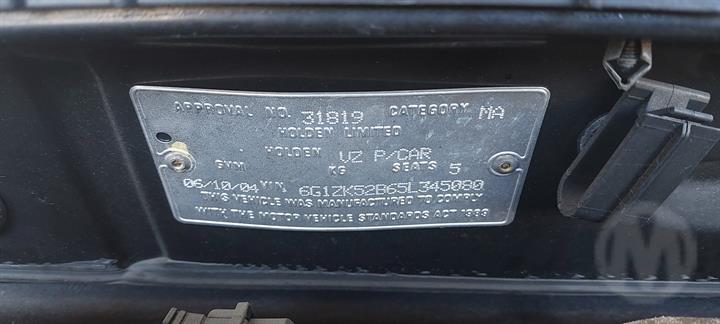 APPROVAL NO. 31819 CATEGORY MA
HOLDEN LIMITED
HOLDEN VZ P/CAR
GVM KG SEATS 5
06/10/04 VIN 6G1ZK52B65L345080
THIS VEHICLE WAS MANUFACTURED TO COMPLY
WITH THE MOTOR VEHICLE STANDARDS ACT 1989
M